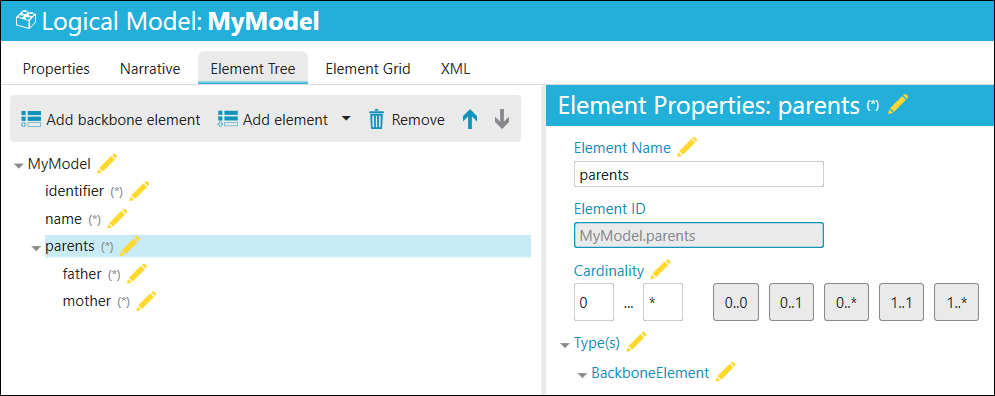 Logical Model: MyModel
Properties Narrative Element Tree Element Grid XML
Add backbone element Add element Remove
MyModel
identifier (*)
name (*)
parents (*)
father (*)
mother (*)
Element Properties: parents (*)
Element Name
parents
Element ID
MyModel.parents
Cardinality
0 ... * 0..0 0..1 0..* 1..1 1..*
Type(s)
BackboneElement